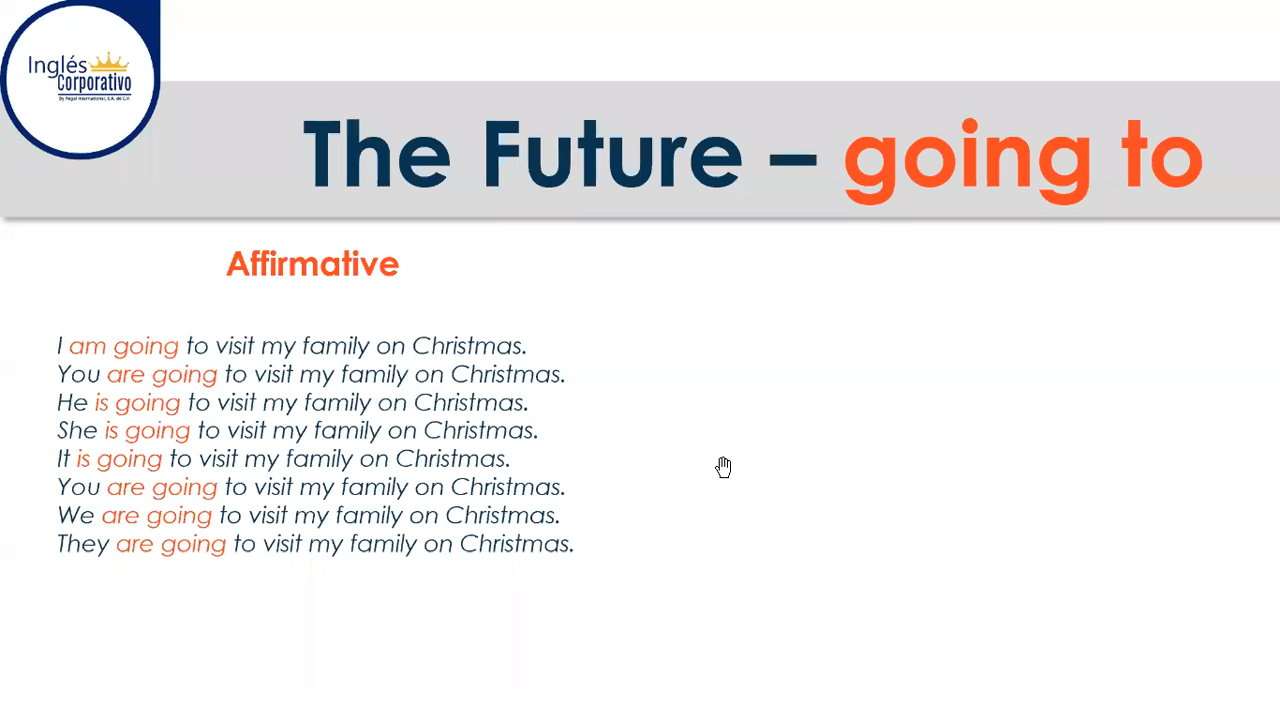 Inglés
Corporativo
By Regal International, S.A. de C.V.
The Future – going to
Affirmative
I am going to visit my family on Christmas.
You are going to visit my family on Christmas.
He is going to visit my family on Christmas.
She is going to visit my family on Christmas.
It is going to visit my family on Christmas.
You are going to visit my family on Christmas.
We are going to visit my family on Christmas.
They are going to visit my family on Christmas.